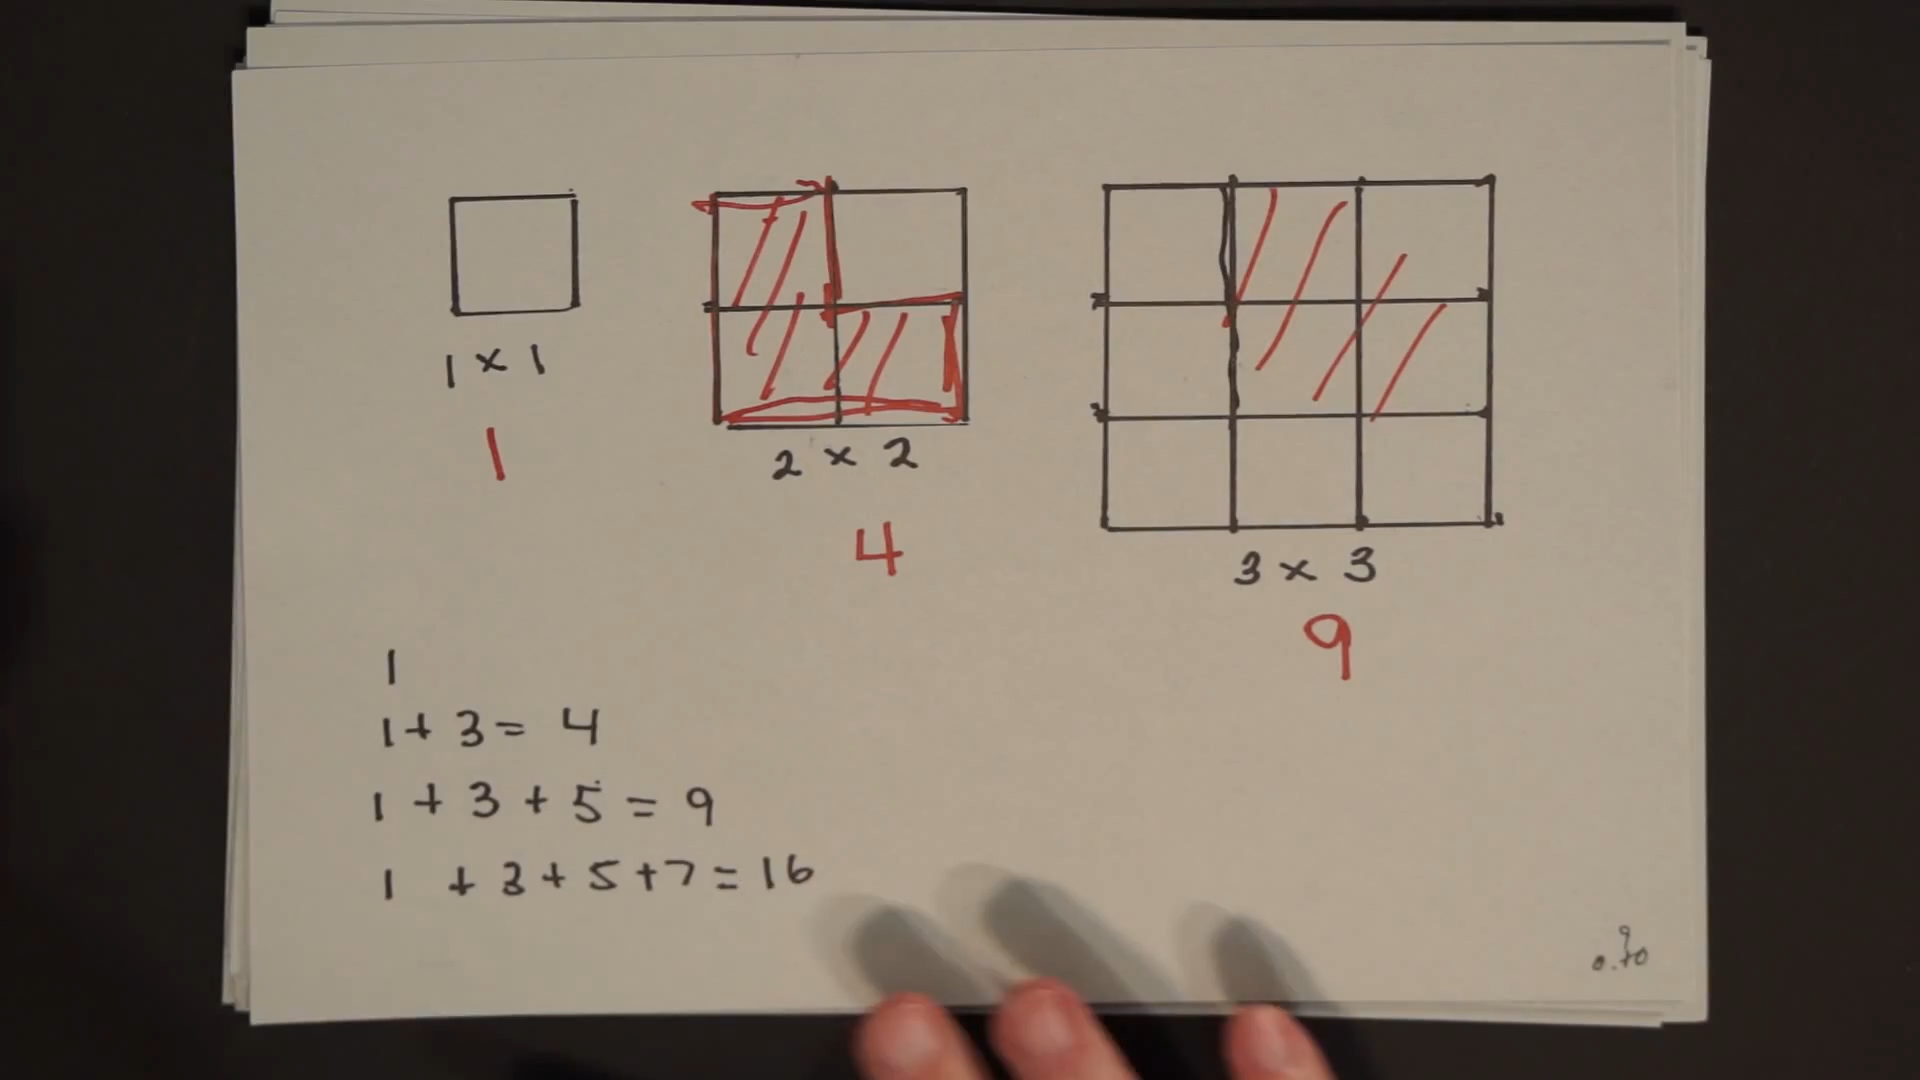 1 × 1
1
2 × 2
4
3 × 3
9
1
1 + 3 = 4
1 + 3 + 5 = 9
1 + 3 + 5 + 7 = 16